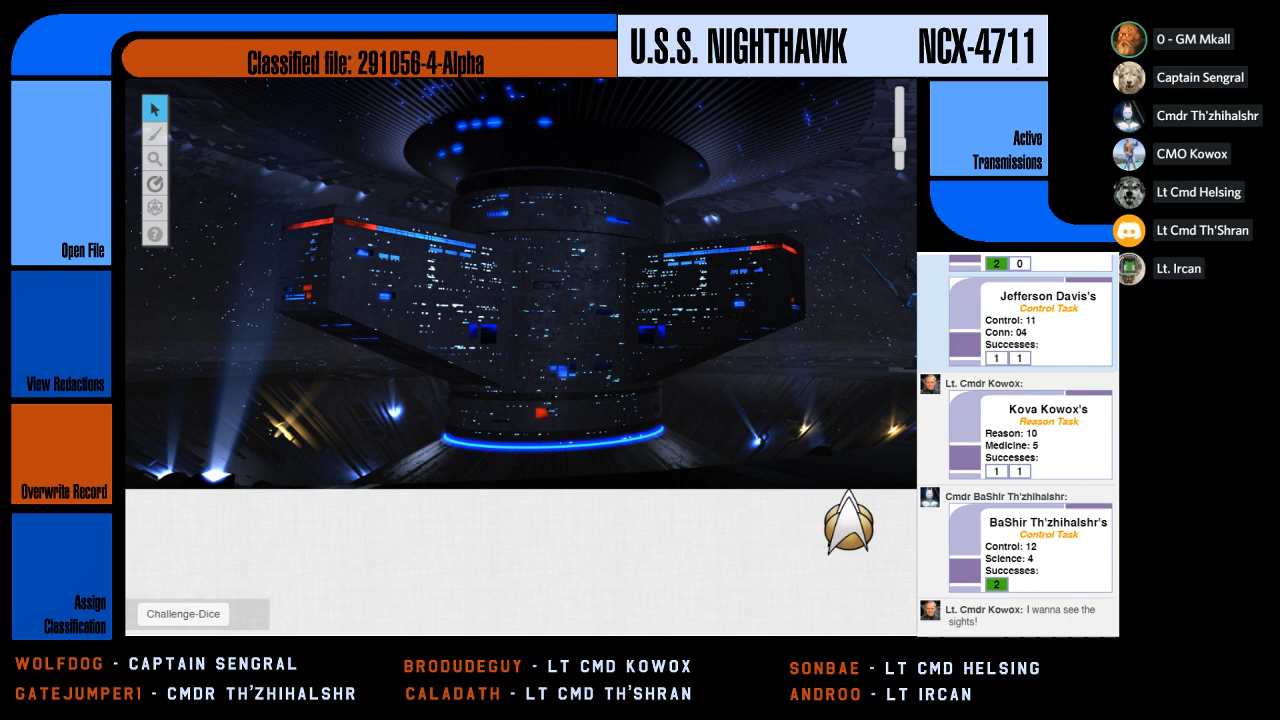 Classified file: 291056-4-Alpha
U.S.S. NIGHTHAWK NCX-4711
Open File
View Redactions
Overwrite Record
Assign
Classification
Active
Transmissions
0 - GM Mkall
Captain Sengral
Cmdr Th'zhihalshr
CMO Kowox
Lt Cmd Helsing
Lt Cmd Th'Shran
Lt. Ircan
2 0
Jefferson Davis's
Control Task
Control: 11
Conn: 04
Successes:
1 1
Lt. Cmdr Kowox:
Kova Kowox's
Reason Task
Reason: 10
Medicine: 5
Successes:
1 1
Cmdr BaShir Th'zhihalshr:
BaShir Th'zhihalshr's
Control Task
Control: 12
Science: 4
Successes:
2
Lt. Cmdr Kowox: I wanna see the
sights!
?
Challenge-Dice
WOLFDOG - CAPTAIN SENGRAL
GATEJUMPER1 - CMDR TH'ZHIHALSHR
BRODUDEGUY - LT CMD KOWOX
CALADATH - LT CMD TH'SHRAN
SONBAE - LT CMD HELSING
ANDROO - LT IRCAN